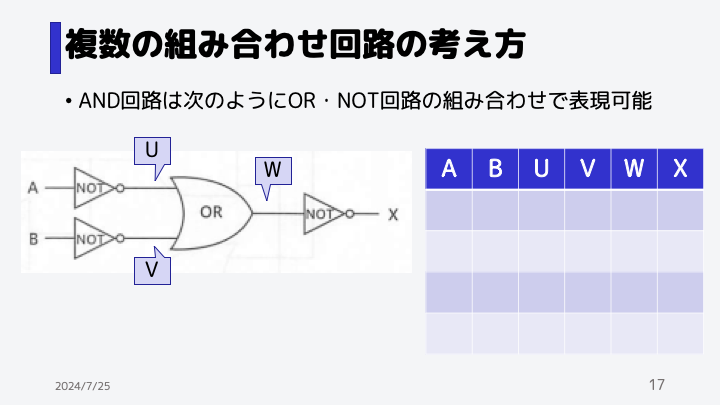 複数の組み合わせ回路の考え方
• AND回路は次のようにOR・NOT回路の組み合わせで表現可能
U
W
A NOT
OR
NOT X
B NOT
V
A B U V W X
2024/7/25
17